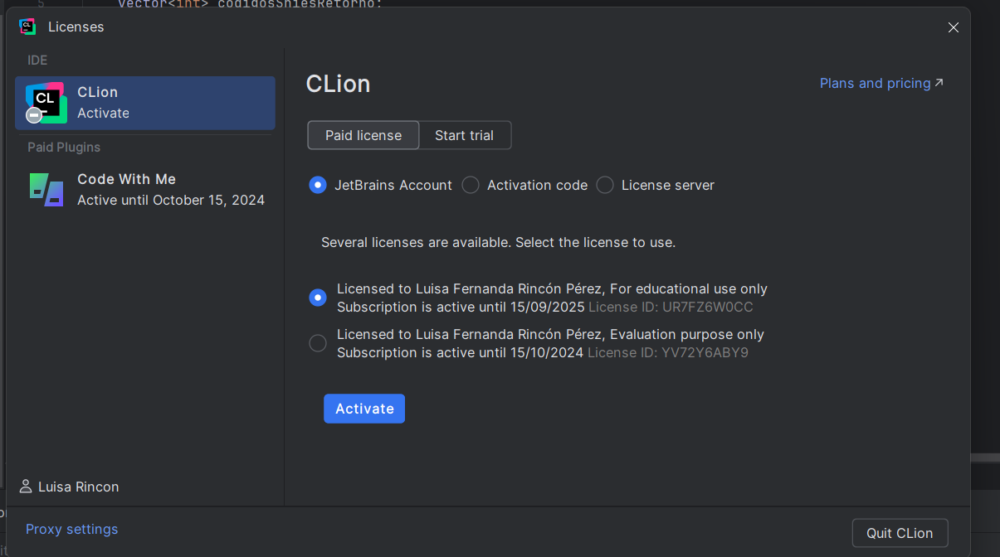 5 vector<int> codigosSniesRetorno;
CL
Licenses
IDE
CL
CLion
Activate
Paid Plugins
Code With Me
Active until October 15, 2024
Luisa Rincon
CLion
Plans and pricing
Paid license Start trial
JetBrains Account Activation code License server
Several licenses are available. Select the license to use.
Licensed to Luisa Fernanda Rincón Pérez, For educational use only
Subscription is active until 15/09/2025 License ID: UR7FZ6W0CC
Licensed to Luisa Fernanda Rincón Pérez, Evaluation purpose only
Subscription is active until 15/10/2024 License ID: YV72Y6ABY9
Activate
Proxy settings
Quit CLion